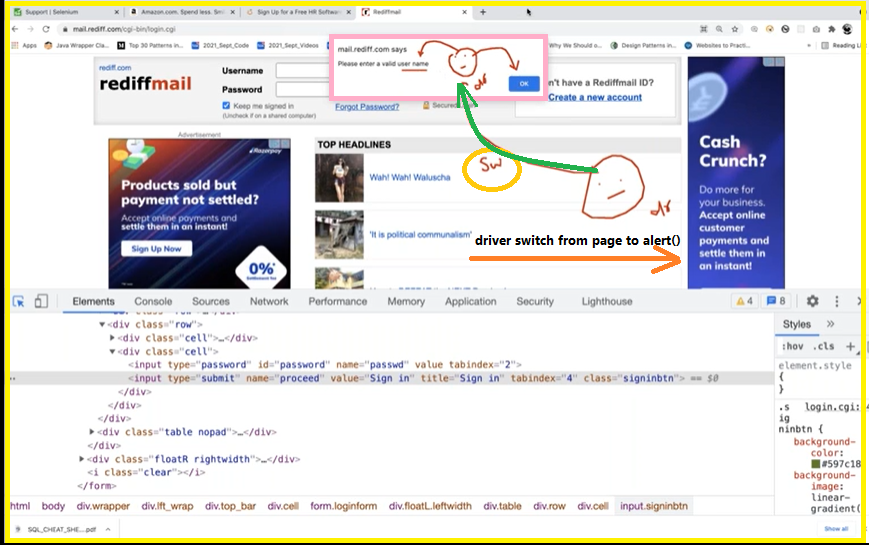 Support | Selenium
Amazon.com. Spend less. Sm
Sign Up for a Free HR Software
Rediffmail
mail.rediff.com/cgi-bin/login.cgi
Apps
Java Wrapper Cla...
Top 30 Patterns in...
2021_Sept_Code
2021_Sept_Videos
Why We Should o...
Design Patterns in...
Websites to Practi...
Reading Li
mail.rediff.com says
Please enter a valid user name
OK
dr
rediff.com
rediffmail
Username
Password
Keep me signed in
(Uncheck if on a shared computer)
Forgot Password?
Secured
n't have a Rediffmail ID?
Create a new account
Advertisement
Razorpay
Products sold but
payment not settled?
Accept online payments and
settle them in an instant!
Sign Up Now
0%*
TOP HEADLINES
Wah! Wah! Waluscha
'It is political communalism'
SW
dr
driver switch from page to alert()
Cash
Crunch?
Do more for
your business.
Accept online
customer
payments and
settle them in
an instant!
Elements
Console
Sources
Network
Performance
Memory
Application
Security
Lighthouse
4
8
<div class="row">
<div class="cell">…</div>
<div class="cell">
<input type="password" id="password" name="passwd" value tabindex="2">
<input type="submit" name="proceed" value="Sign in" title="Sign in" tabindex="4" class="signinbtn"> == $0
</div>
</div>
</div>
<div class="table nopad">…</div>
</div>
<div class="floatR rightwidth">…</div>
<i class="clear"></i>
</form>
Styles
:hov .cls +
element.style
{
}
.s login.cgi:
ig
ninbtn {
background-
color:
#597c18
background-
image:
linear-
gradient(
html body div.wrapper div.lft_wrap div.top_bar div.cell form.loginform div.floatL.leftwidth div.table div.row div.cell input.signinbtn
SQL_CHEAT_SHE....pdf
Show all